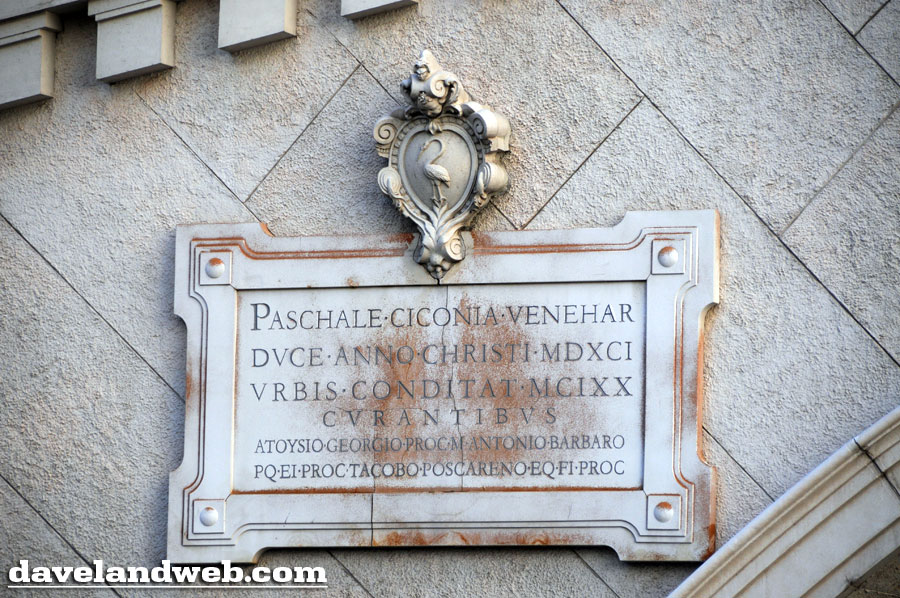 PASCHALE·CICONIA·VENEHAR
DVCE·ANNO·CHRISTI·MDXCI
VRBIS·CONDITAT·MCIXX
CVRANTIBVS
ATOYSIO·GEORGIO·PROC·M·ANTONIO·BARBARO
PQ·EI·PROC·TACOBO·POSCARENO·EQ·FI·PROC
davelandweb.com